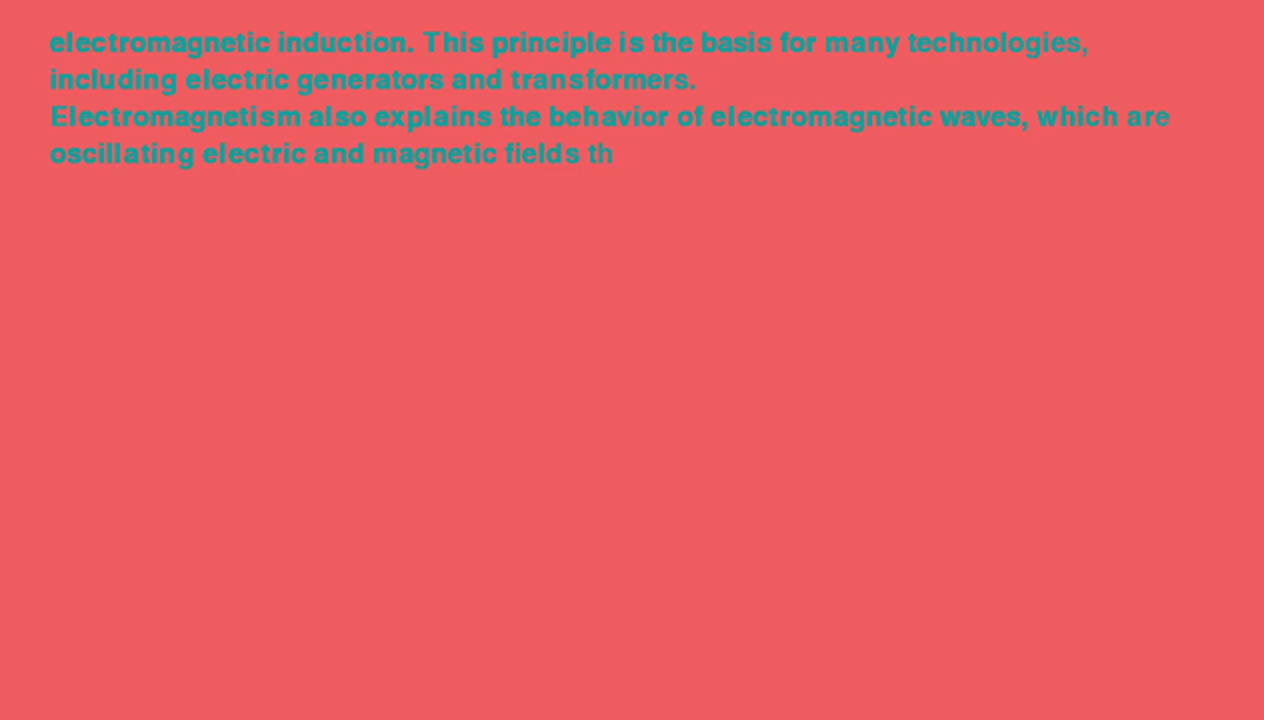 electromagnetic induction. This principle is the basis for many technologies,
including electric generators and transformers.
Electromagnetism also explains the behavior of electromagnetic waves, which are
oscillating electric and magnetic fields th